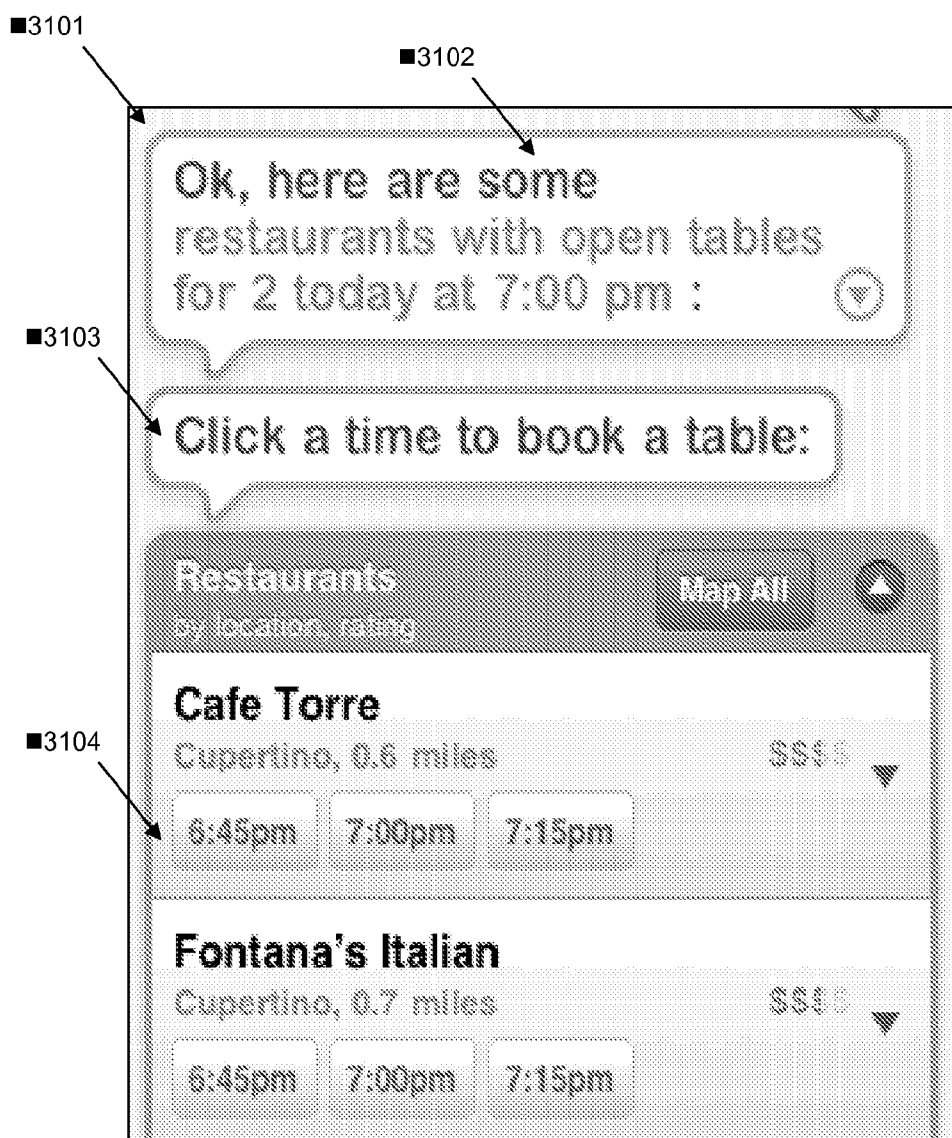 ■3101
■3102
Ok, here are some
restaurants with open tables
for 2 today at 7:00 pm :
■3103
Click a time to book a table:
Restaurants
Map All
by location, rating
Cafe Torre
■3104
Cupertino, 0.6 miles
$$$$
6:45pm 7:00pm 7:15pm
Fontana's Italian
Cupertino, 0.7 miles
$$$$
6:45pm 7:00pm 7:15pm